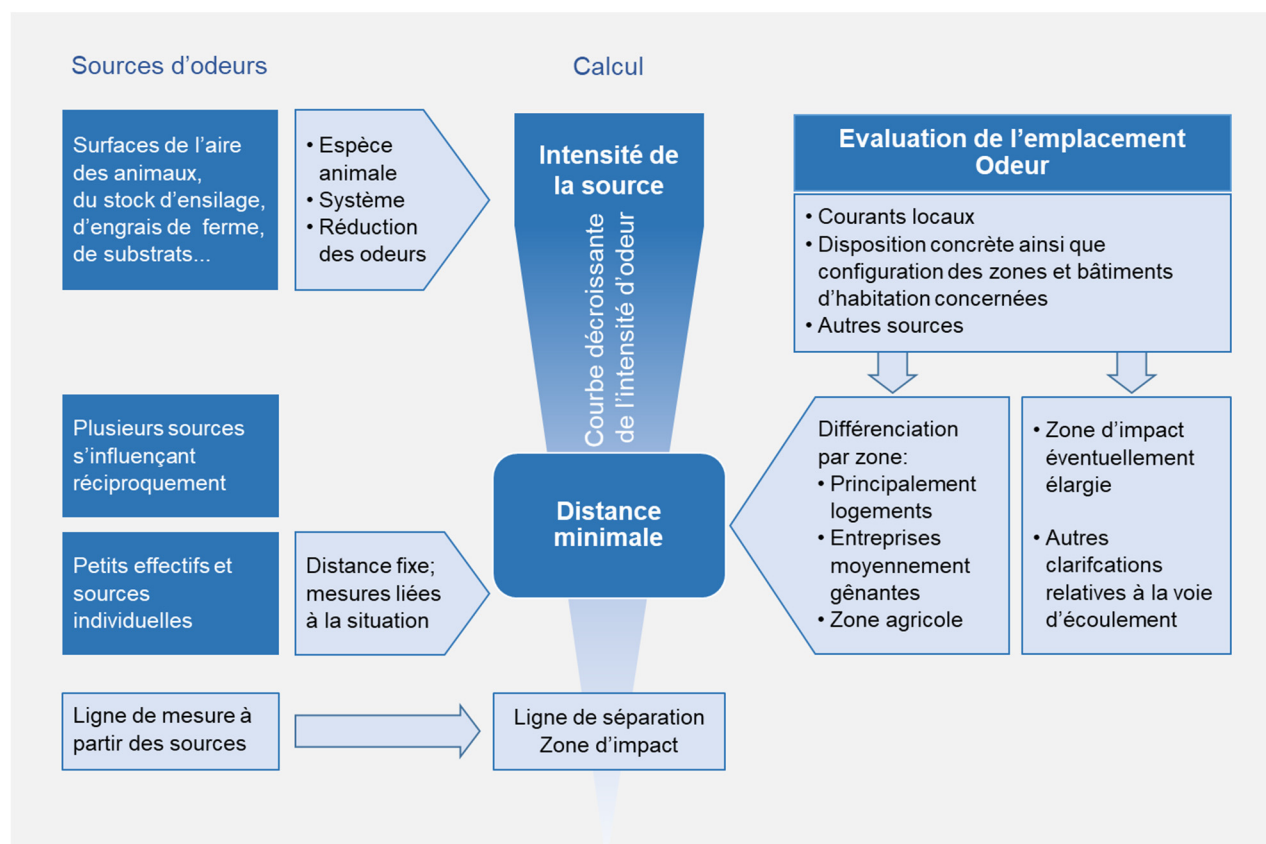 Sources d’odeurs
Surfaces de l’aire
des animaux,
du stock d’ensilage,
d’engrais de ferme,
de substrats...
• Espèce
animale
• Système
• Réduction
des odeurs
Plusieurs sources
s’influençant
réciproquement
Petits effectifs et
sources
individuelles
Distance fixe;
mesures liées
à la situation
Ligne de mesure à
partir des sources
Calcul
Intensité de
la source
Courbe décroissante
de l’intensité d’odeur
Distance
minimale
Ligne de séparation
Zone d’impact
Evaluation de l’emplacement
Odeur
• Courants locaux
• Disposition concrète ainsi que
configuration des zones et bâtiments
d’habitation concernées
• Autres sources
Différenciation
par zone:
• Principalement
logements
• Entreprises
moyennement
gênantes
• Zone agricole
• Zone d’impact
éventuellement
élargie
• Autres
clarifcations
relatives à la voie
d’écoulement